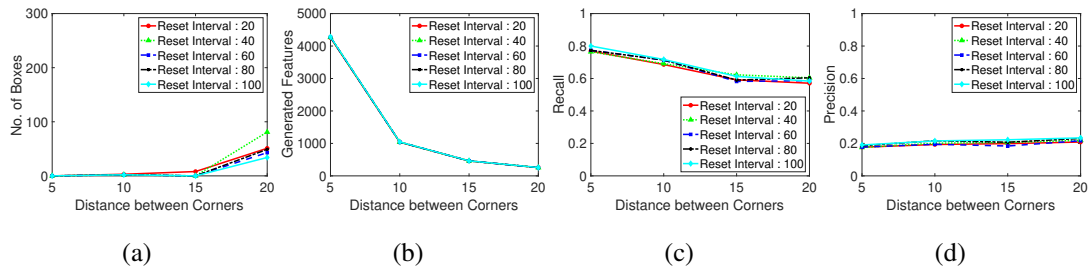 300
200
100
0
No. of Boxes
5 10 15 20
Distance between Corners
Reset Interval : 20
Reset Interval : 40
Reset Interval : 60
Reset Interval : 80
Reset Interval : 100
(a)
5000
4000
3000
2000
1000
0
Generated Features
5 10 15 20
Distance between Corners
Reset Interval : 20
Reset Interval : 40
Reset Interval : 60
Reset Interval : 80
Reset Interval : 100
(b)
1
0.8
0.6
0.4
0.2
0
Recall
5 10 15 20
Distance between Corners
Reset Interval : 20
Reset Interval : 40
Reset Interval : 60
Reset Interval : 80
Reset Interval : 100
(c)
1
0.8
0.6
0.4
0.2
0
Precision
5 10 15 20
Distance between Corners
Reset Interval : 20
Reset Interval : 40
Reset Interval : 60
Reset Interval : 80
Reset Interval : 100
(d)